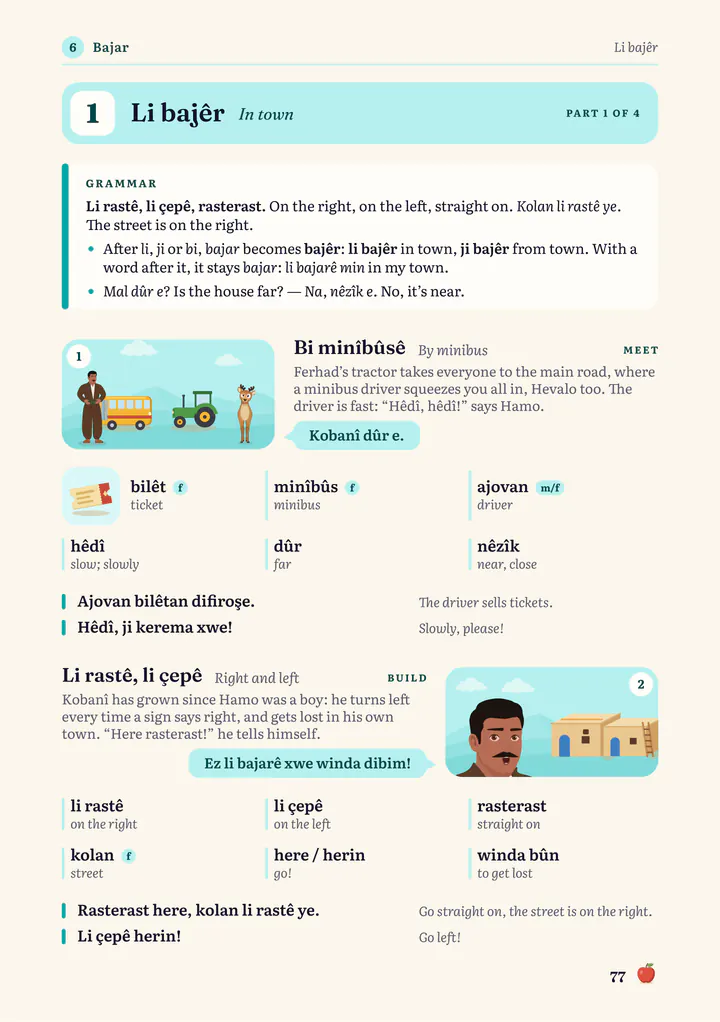 6 Bajar
Li bajêr
1 Li bajêr In town PART 1 OF 4
GRAMMAR
Li rastê, li çepê, rasterast. On the right, on the left, straight on. Kolan li rastê ye.
The street is on the right.
• After li, ji or bi, bajar becomes bajêr: li bajêr in town, ji bajêr from town. With a
word after it, it stays bajar: li bajarê min in my town.
• Mal dûr e? Is the house far? — Na, nêzîk e. No, it’s near.
1
Bi minîbûsê By minibus MEET
Ferhad’s tractor takes everyone to the main road, where
a minibus driver squeezes you all in, Hevalo too. The
driver is fast: “Hêdî, hêdî!” says Hamo.
Kobanî dûr e.
bilêt f
ticket
minîbûs f
minibus
ajovan m/f
driver
hêdî
slow; slowly
dûr
far
nêzîk
near, close
Ajovan bilêtan difiroşe. The driver sells tickets.
Hêdî, ji kerema xwe! Slowly, please!
Li rastê, li çepê Right and left BUILD
Kobanî has grown since Hamo was a boy: he turns left
every time a sign says right, and gets lost in his own
town. “Here rasterast!” he tells himself.
Ez li bajarê xwe winda dibim!
2
li rastê
on the right
li çepê
on the left
rasterast
straight on
kolan f
street
here / herin
go!
winda bûn
to get lost
Rasterast here, kolan li rastê ye. Go straight on, the street is on the right.
Li çepê herin! Go left!
77